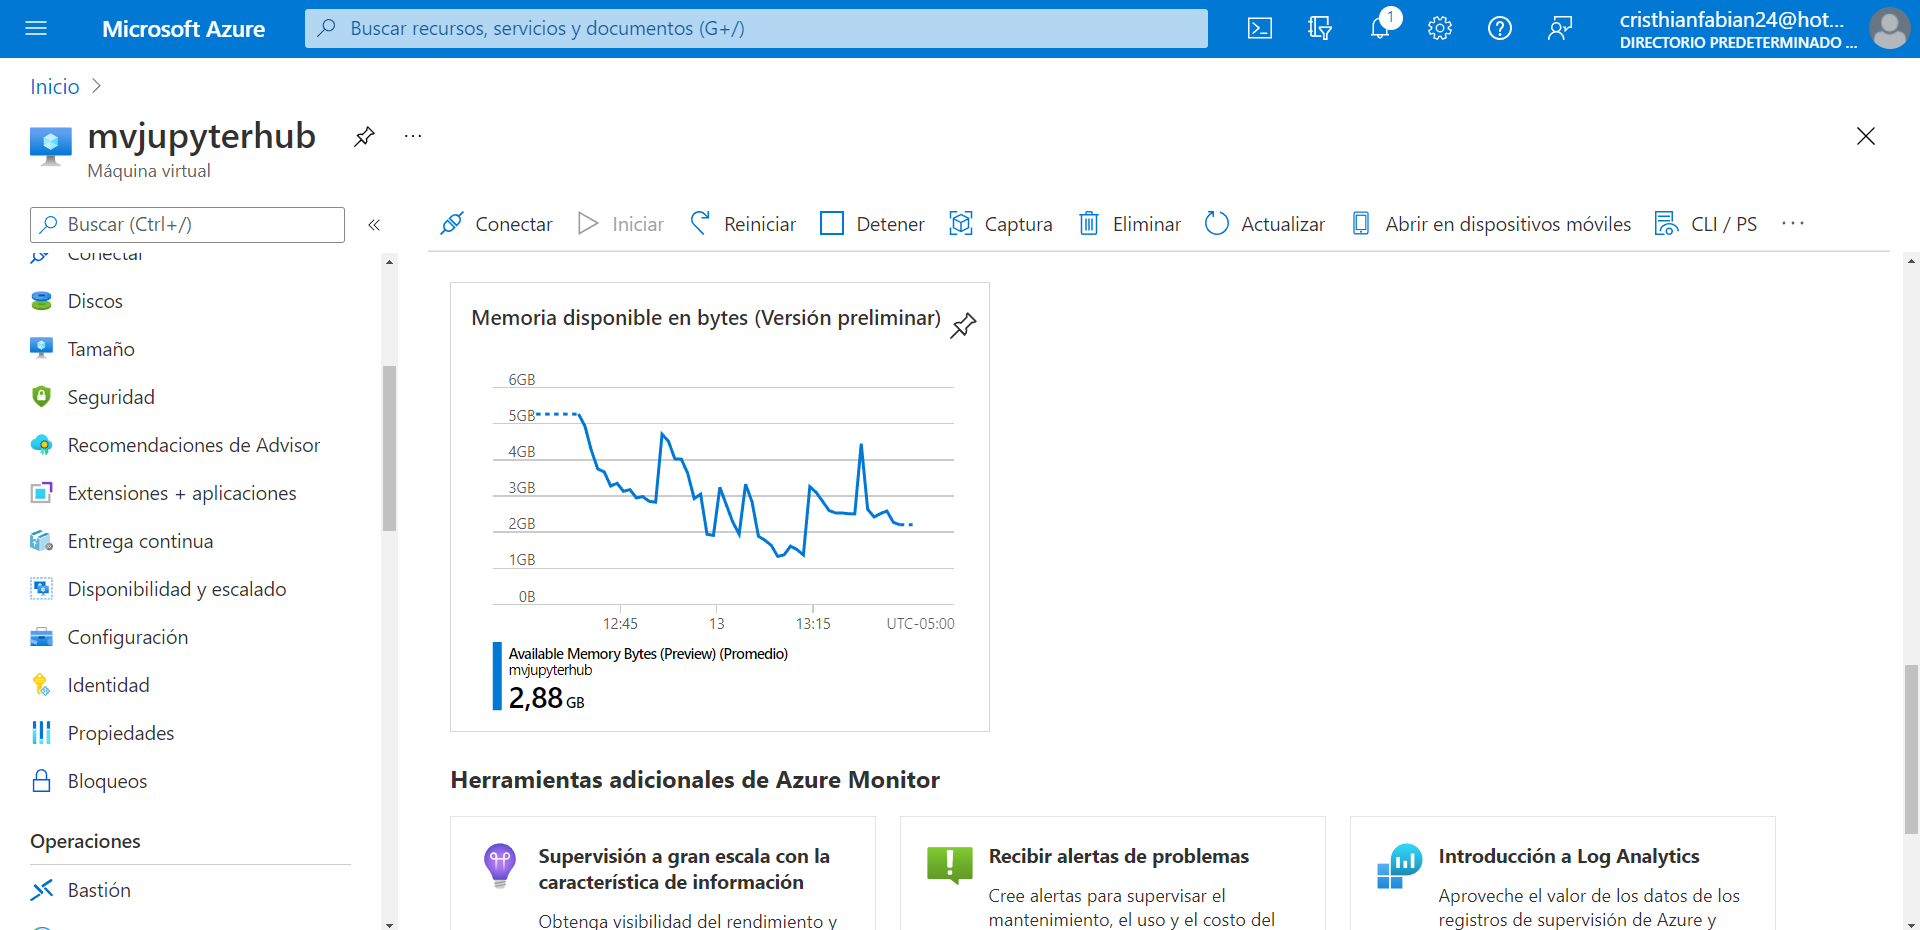 Microsoft Azure
Buscar recursos, servicios y documentos (G+/)
1
cristhianfabian24@hot...
DIRECTORIO PREDETERMINADO ...
Inicio
mvjupyterhub
...
Máquina virtual
Buscar (Ctrl+/)
«
Conectar
Iniciar
Reiniciar
Detener
Captura
Eliminar
Actualizar
Abrir en dispositivos móviles
CLI / PS
...
Conectar
Discos
Tamaño
Seguridad
Recomendaciones de Advisor
Extensiones + aplicaciones
Entrega continua
Disponibilidad y escalado
Configuración
Identidad
Propiedades
Bloqueos
Operaciones
Bastión
Memoria disponible en bytes (Versión preliminar)
6GB
5GB
4GB
3GB
2GB
1GB
0B
12:45
13
13:15
UTC-05:00
Available Memory Bytes (Preview) (Promedio)
mvjupyterhub
2,88 GB
Herramientas adicionales de Azure Monitor
Supervisión a gran escala con la
característica de información
Obtenga visibilidad del rendimiento y
Recibir alertas de problemas
Cree alertas para supervisar el
mantenimiento, el uso y el costo del
Introducción a Log Analytics
Aproveche el valor de los datos de los
registros de supervisión de Azure y